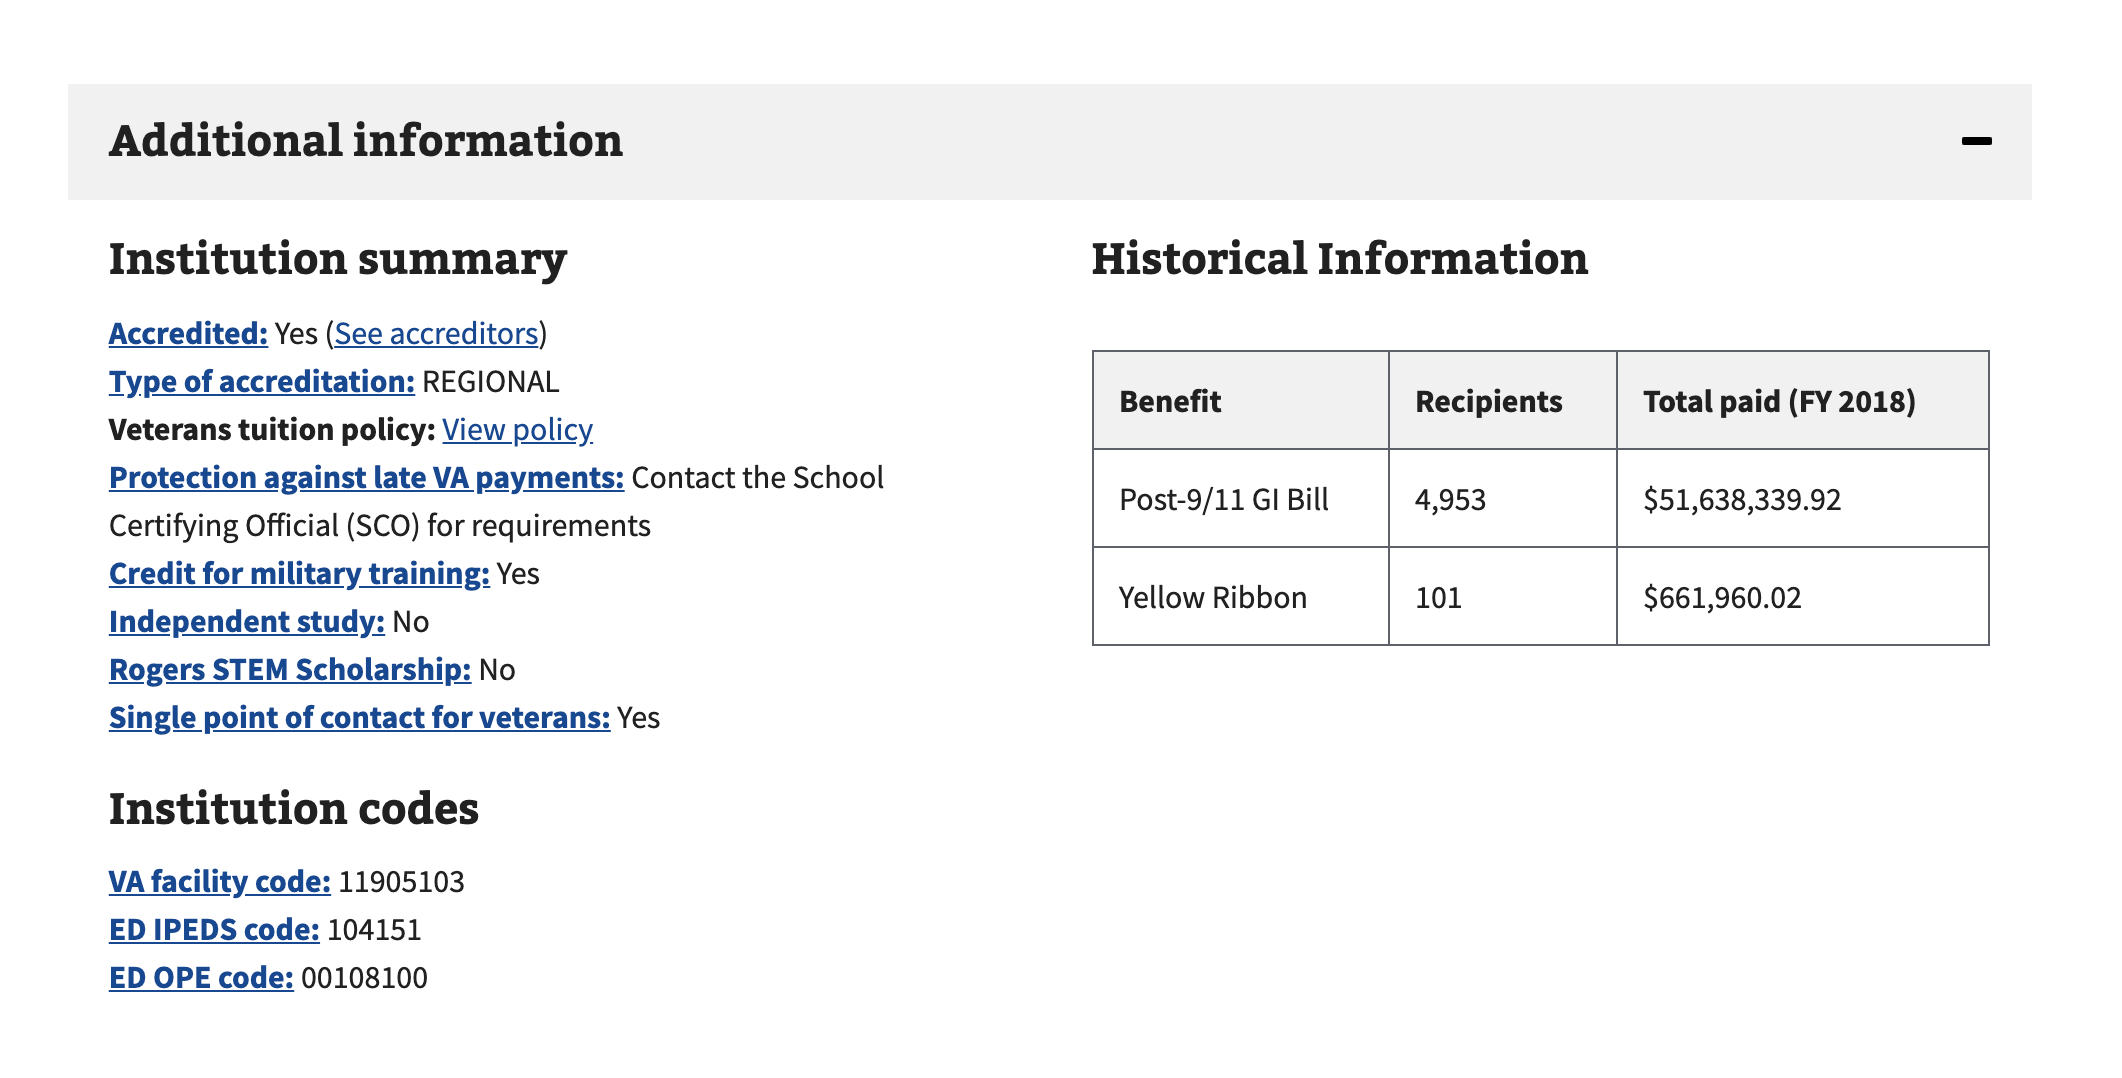 Additional information
Institution summary
Accredited: Yes (See accreditors)
Type of accreditation: REGIONAL
Veterans tuition policy: View policy
Protection against late VA payments: Contact the School
Certifying Official (SCO) for requirements
Credit for military training: Yes
Independent study: No
Rogers STEM Scholarship: No
Single point of contact for veterans: Yes
Institution codes
VA facility code: 11905103
ED IPEDS code: 104151
ED OPE code: 00108100
Historical Information
Benefit Recipients Total paid (FY 2018)
Post-9/11 GI Bill 4,953 $51,638,339.92
Yellow Ribbon 101 $661,960.02